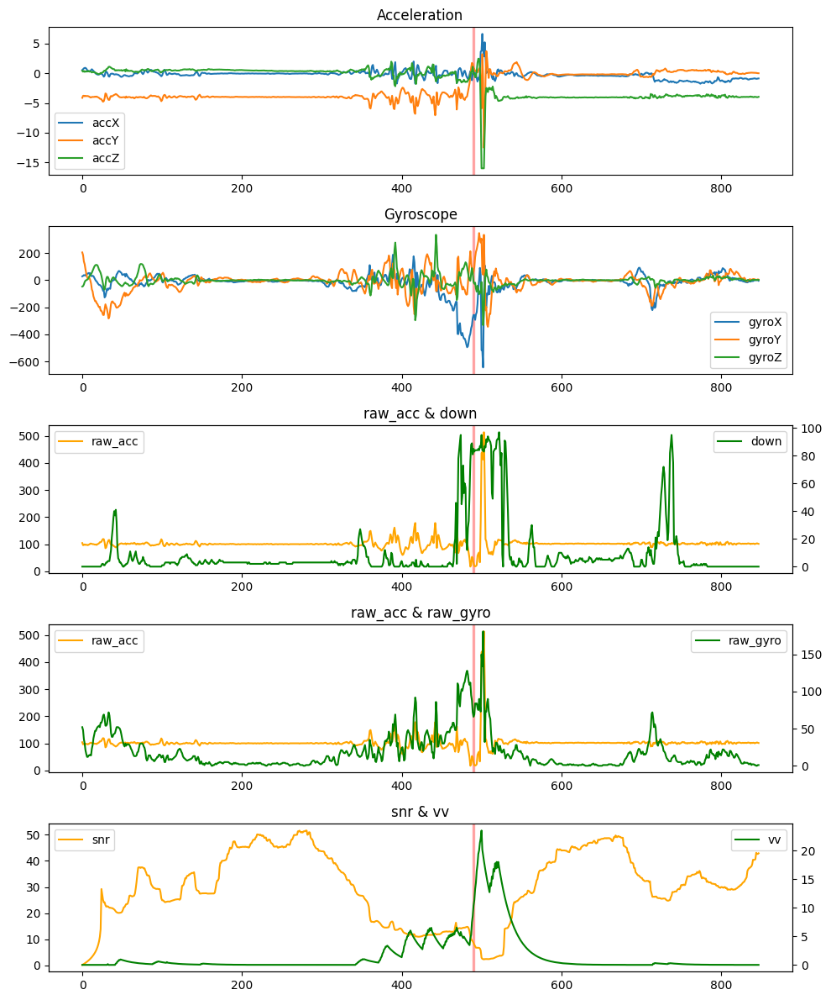 Acceleration
5
0
−5
−10
−15
accX
accY
accZ
0 200 400 600 800
Gyroscope
200
0
−200
−400
−600
gyroX
gyroY
gyroZ
0 200 400 600 800
raw_acc & down
500
400
300
200
100
0
raw_acc
down
100
80
60
40
20
0
0 200 400 600 800
raw_acc & raw_gyro
500
400
300
200
100
0
raw_acc
raw_gyro
150
100
50
0
0 200 400 600 800
snr & vv
50
40
30
20
10
0
snr
vv
20
15
10
5
0
0 200 400 600 800